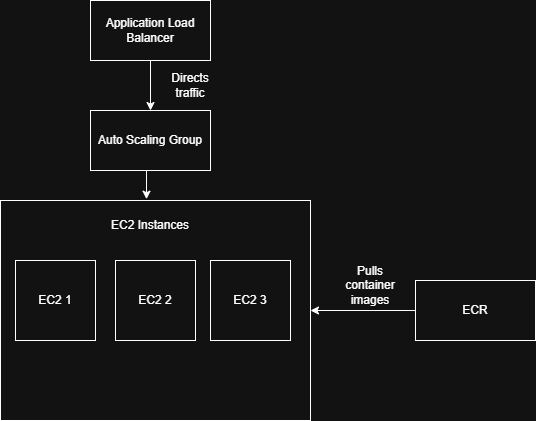 Application Load
Balancer
Directs
traffic
Auto Scaling Group
EC2 Instances
EC2 1
EC2 2
EC2 3
Pulls
container
images
ECR